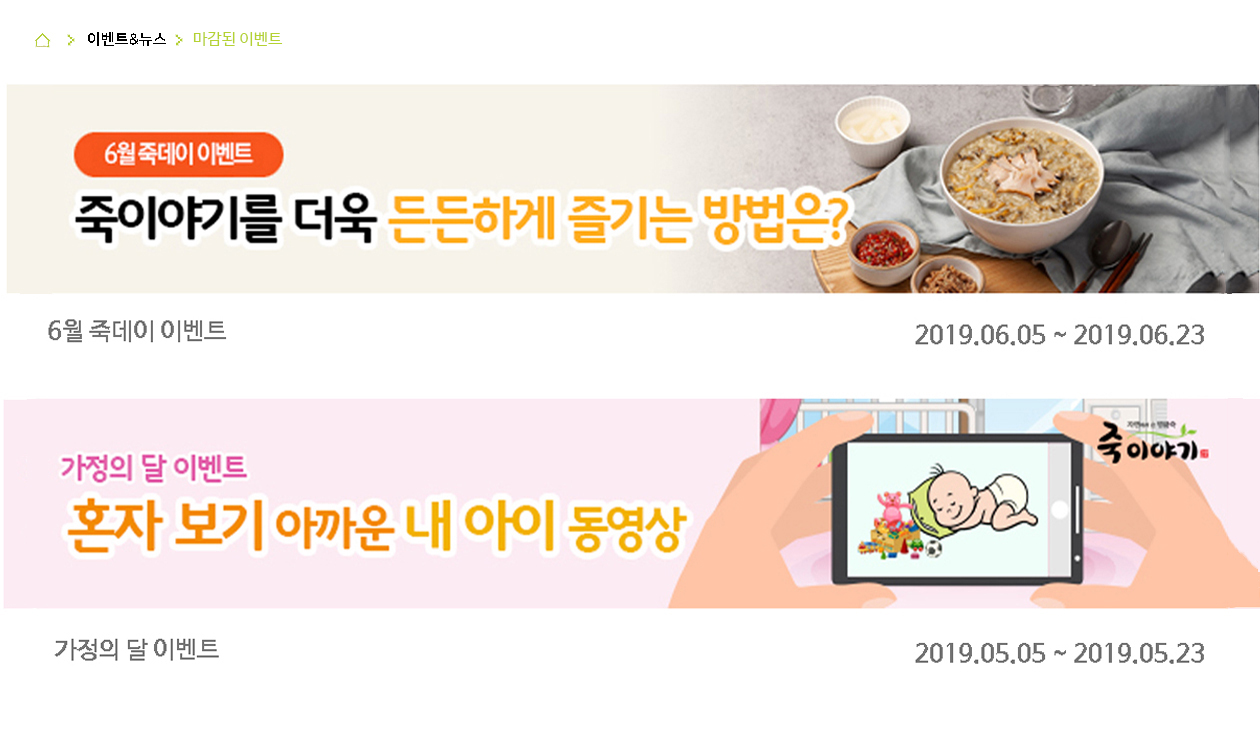 이벤트&뉴스 > 마감된 이벤트
6월 죽데이 이벤트
죽이야기를 더욱 든든하게 즐기는 방법은?
6월 죽데이 이벤트
2019.06.05 ~ 2019.06.23
죽이야기
가정의 달 이벤트
혼자 보기 아까운 내 아이 동영상
가정의 달 이벤트
2019.05.05 ~ 2019.05.23